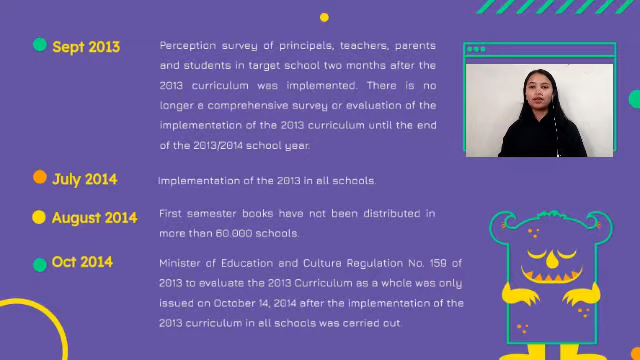 Sept 2013
Perception survey of principals, teachers, parents
and students in target school two months after the
2013 curriculum was implemented. There is no
longer a comprehensive survey or evaluation of the
implementation of the 2013 curriculum until the end
of the 2013/2014 school year.
July 2014
Implementation of the 2013 in all schools.
August 2014
First semester books have not been distributed in
more than 60.000 schools.
Oct 2014
Minister of Education and Culture Regulation No. 159 of
2013 to evaluate the 2013 Curriculum as a whole was only
issued on October 14, 2014 after the implementation of the
2013 curriculum in all schools was carried out